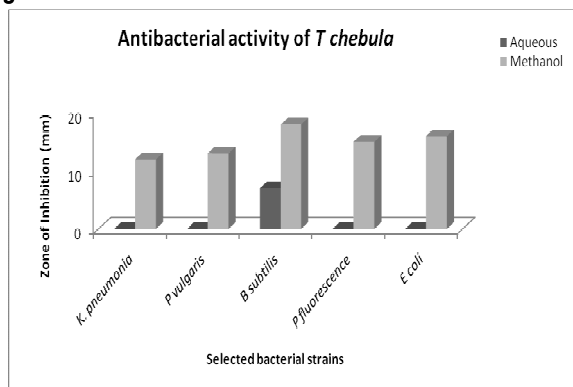 Antibacterial activity of T chebula
Aqueous
Methanol
Zone of Inhibition (mm)
20
10
0
K. pneumonia
P vulgaris
B subtilis
P fluorescence
E coli
Selected bacterial strains